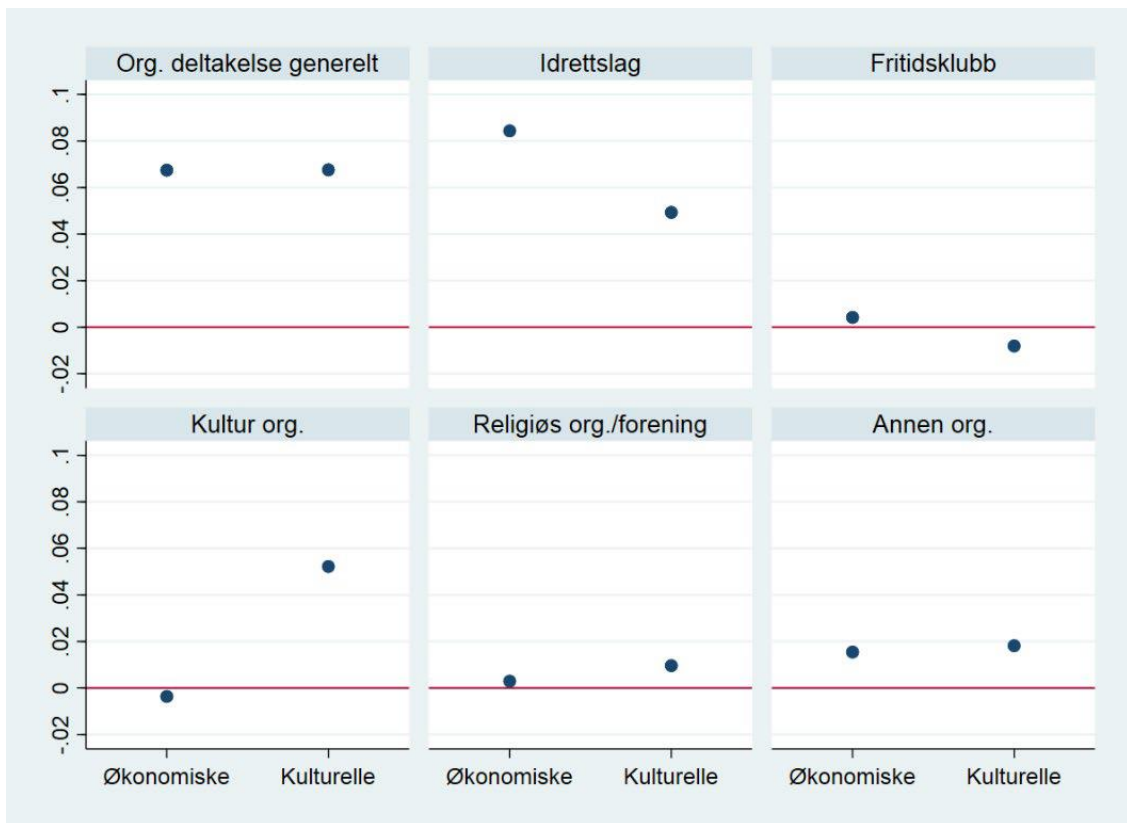 Org. deltakelse generelt
Idrettslag
Fritidsklubb
.1
.08
.06
.04
.02
0
-.02
Kultur org.
Religiøs org./forening
Annen org.
.1
.08
.06
.04
.02
0
-.02
Økonomiske Kulturelle
Økonomiske Kulturelle
Økonomiske Kulturelle